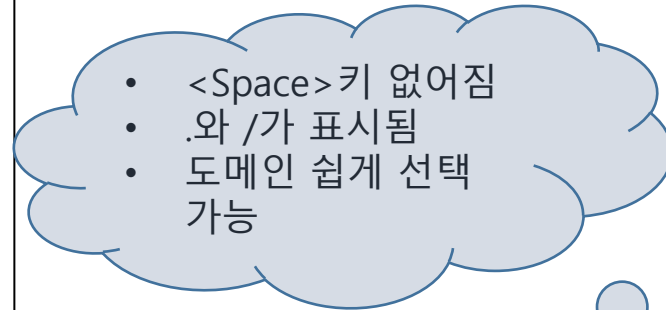 • <Space>키 없어짐
• .와 /가 표시됨
• 도메인 쉽게 선택
가능